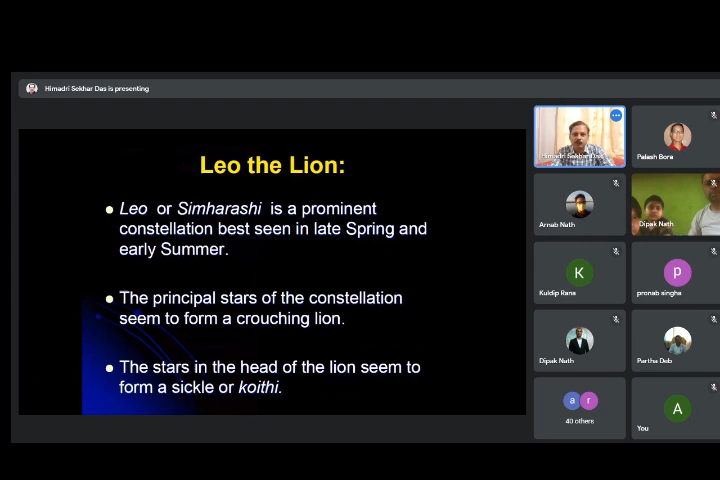 Himadri Sekhar Das is presenting
Leo the Lion:
Leo or Simharashi is a prominent
constellation best seen in late Spring and
early Summer.
The principal stars of the constellation
seem to form a crouching lion.
The stars in the head of the lion seem to
form a sickle or koithi.
Himadri Sekhar Das
Palash Bora
Arnab Nath
Dipak Nath
K
Kuldip Rana
p
pronab singha
Dipak Nath
Partha Deb
a r
40 others
A
You